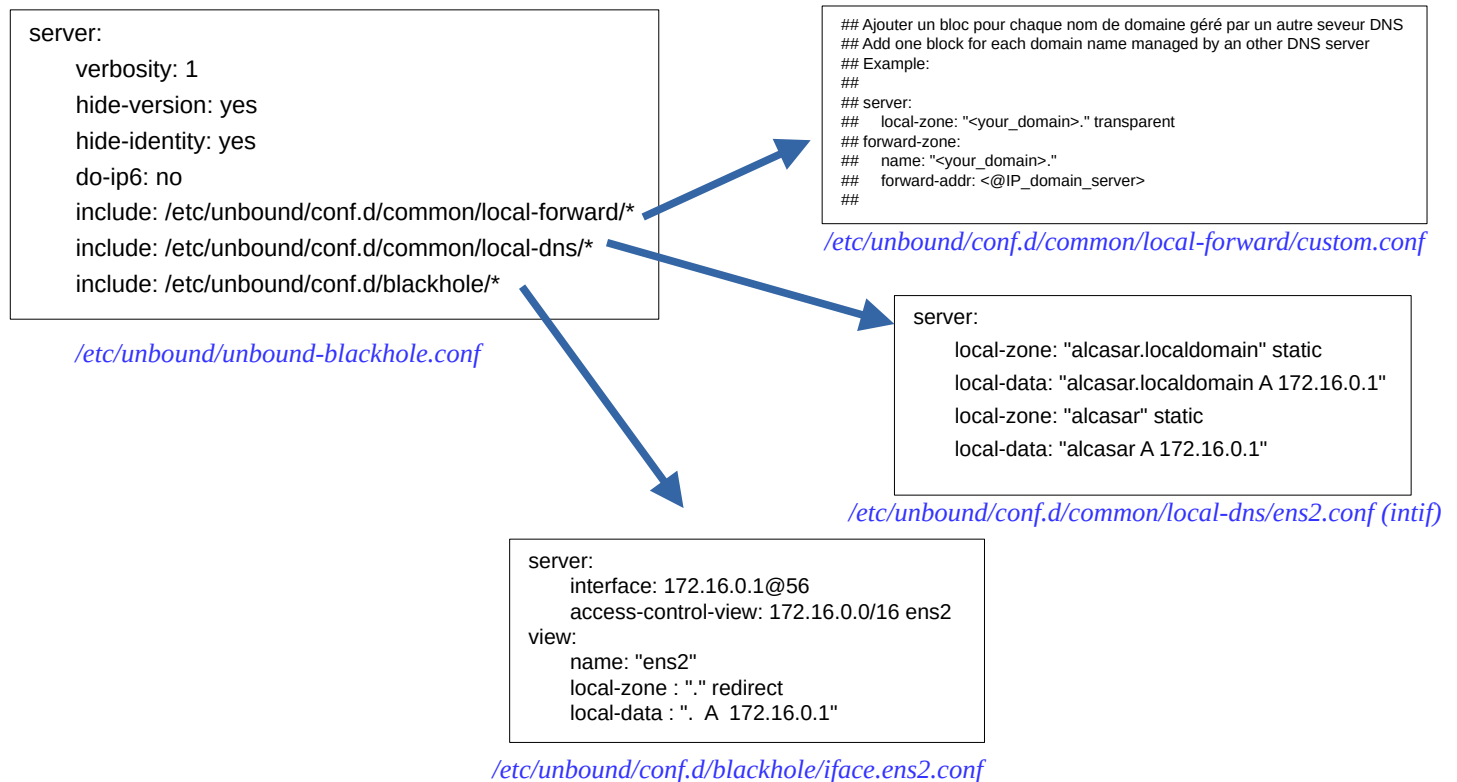 server:
verbosity: 1
hide-version: yes
hide-identity: yes
do-ip6: no
include: /etc/unbound/conf.d/common/local-forward/*
include: /etc/unbound/conf.d/common/local-dns/*
include: /etc/unbound/conf.d/blackhole/*
/etc/unbound/unbound-blackhole.conf
## Ajouter un bloc pour chaque nom de domaine géré par un autre seveur DNS
## Add one block for each domain name managed by an other DNS server
## Example:
##
## server:
## local-zone: "<your_domain>." transparent
## forward-zone:
## name: "<your_domain>."
## forward-addr: <@IP_domain_server>
##
/etc/unbound/conf.d/common/local-forward/custom.conf
server:
local-zone: "alcasar.localdomain" static
local-data: "alcasar.localdomain A 172.16.0.1"
local-zone: "alcasar" static
local-data: "alcasar A 172.16.0.1"
/etc/unbound/conf.d/common/local-dns/ens2.conf (intif)
server:
interface: 172.16.0.1@56
access-control-view: 172.16.0.0/16 ens2
view:
name: "ens2"
local-zone : "." redirect
local-data : ". A 172.16.0.1"
/etc/unbound/conf.d/blackhole/iface.ens2.conf